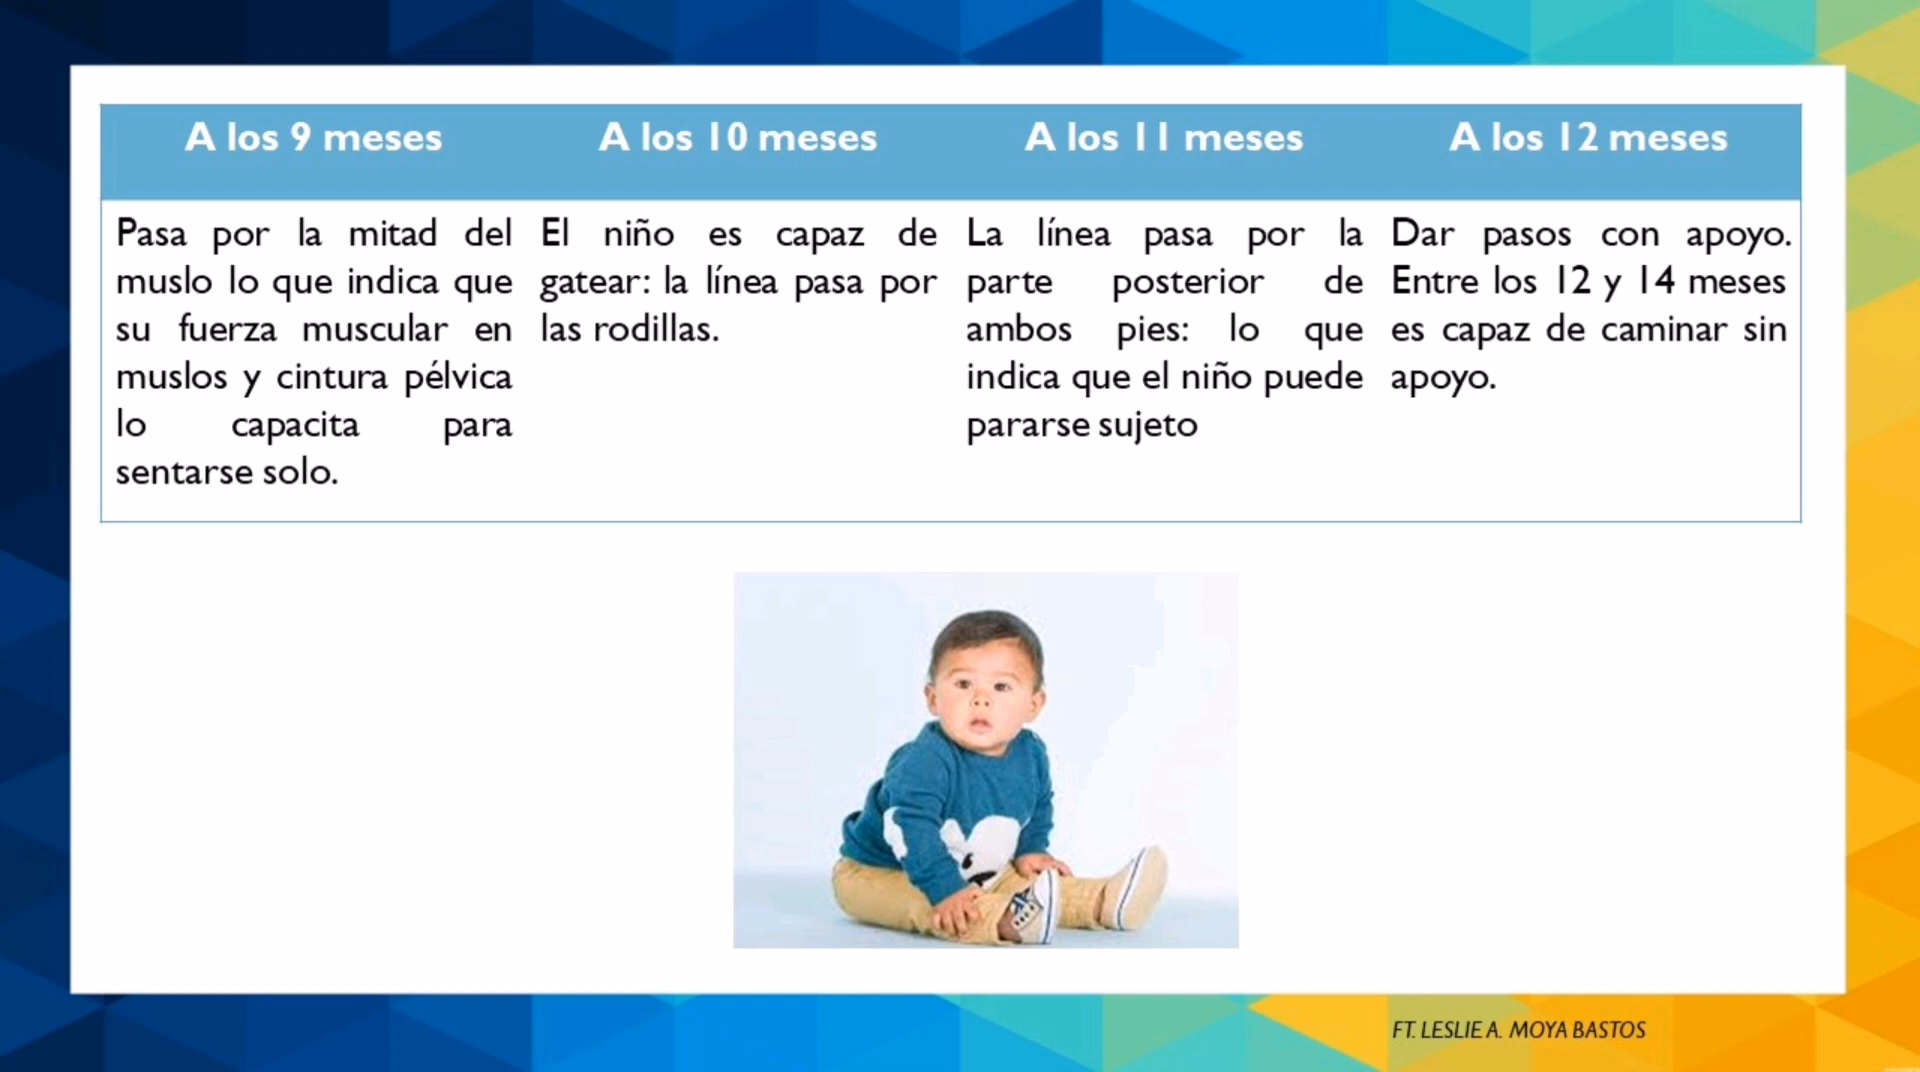 A los 9 meses
A los 10 meses
A los 11 meses
A los 12 meses
Pasa por la mitad del
muslo lo que indica que
su fuerza muscular en
muslos y cintura pélvica
lo capacita para
sentarse solo.
El niño es capaz de
gatear: la línea pasa por
las rodillas.
La línea pasa por la
parte posterior de
ambos pies: lo que
indica que el niño puede
pararse sujeto
Dar pasos con apoyo.
Entre los 12 y 14 meses
es capaz de caminar sin
apoyo.
FT. LESLIE A. MOYA BASTOS